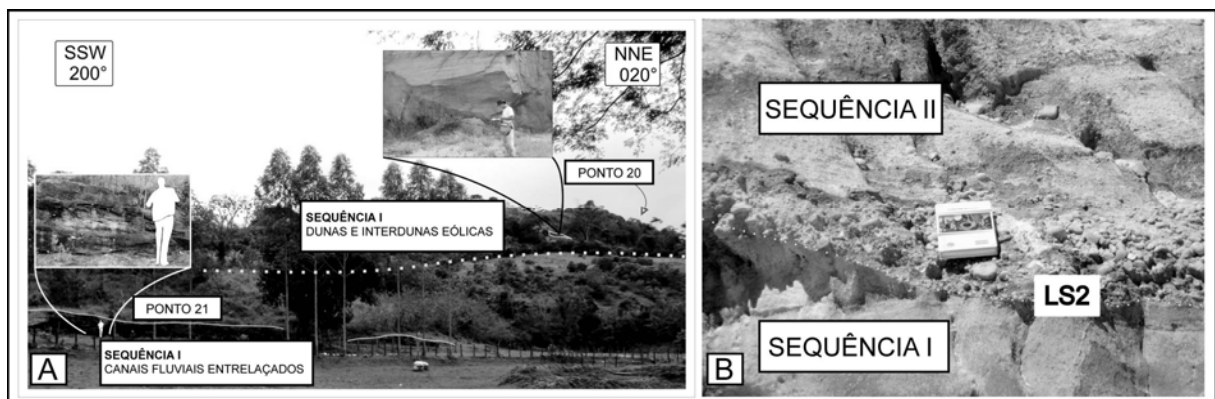 SSW
200°
NNE
020°
PONTO 20
SEQUÊNCIA I
DUNAS E INTERDUNAS EÓLICAS
PONTO 21
SEQUÊNCIA I
CANAIS FLUVIAIS ENTRELAÇADOS
A
SEQUÊNCIA II
LS2
SEQUÊNCIA I
B